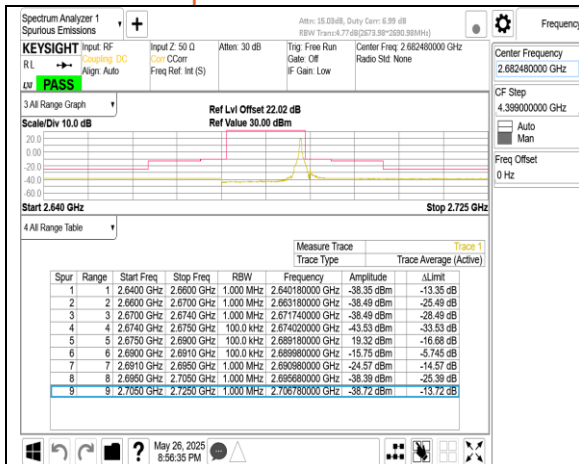 Spectrum Analyzer 1
Spurious Emissions
Attn: 15.03dB, Duty Corr: 6.99 dB
RBW Trans:4.77dB(2573.98~2690.98MHz)
Frequency
KEYSIGHT Input: RF Input Z: 50 Ω Atten: 30 dB Trig: Free Run Center Freq: 2.682480000 GHz
RL Coupling: DC Corr CCorr Gate: Off Radio Std: None
Align: Auto Freq Ref: Int (S) IF Gain: Low
LXI PASS
Center Frequency
2.682480000 GHz
CF Step
4.399000000 GHz
Auto
Man
Freq Offset
0 Hz
3 All Range Graph
Ref Lvl Offset 22.02 dB
Scale/Div 10.0 dB Ref Value 30.00 dBm
20.0
0.00
-20.0
-40.0
-60.0
Start 2.640 GHz Stop 2.725 GHz
4 All Range Table
Measure Trace Trace 1
Trace Type Trace Average (Active)
Spur Range Start Freq Stop Freq RBW Frequency Amplitude ΔLimit
1 1 2.6400 GHz 2.6600 GHz 1.000 MHz 2.640180000 GHz -38.35 dBm -13.35 dB
2 2 2.6600 GHz 2.6700 GHz 1.000 MHz 2.663180000 GHz -38.49 dBm -25.49 dB
3 3 2.6700 GHz 2.6740 GHz 1.000 MHz 2.671740000 GHz -38.49 dBm -28.49 dB
4 4 2.6740 GHz 2.6750 GHz 100.0 kHz 2.674020000 GHz -43.53 dBm -33.53 dB
5 5 2.6750 GHz 2.6900 GHz 100.0 kHz 2.689180000 GHz 19.32 dBm -16.68 dB
6 6 2.6900 GHz 2.6910 GHz 100.0 kHz 2.689980000 GHz -15.75 dBm -5.745 dB
7 7 2.6910 GHz 2.6950 GHz 1.000 MHz 2.690980000 GHz -24.57 dBm -14.57 dB
8 8 2.6950 GHz 2.7050 GHz 1.000 MHz 2.695680000 GHz -38.39 dBm -25.39 dB
9 9 2.7050 GHz 2.7250 GHz 1.000 MHz 2.706780000 GHz -38.72 dBm -13.72 dB
May 26, 2025
8:56:35 PM